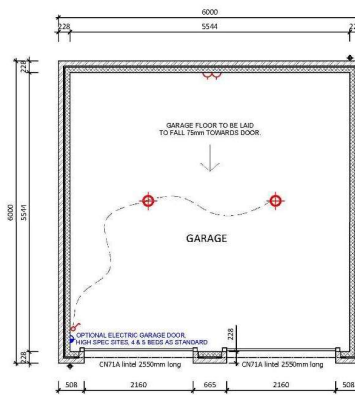 6000
228
5544
22
228
6000
5544
228
GARAGE FLOOR TO BE LAID
TO FALL 75mm TOWARDS DOOR.
GARAGE
OPTIONAL ELECTRIC GARAGE DOOR,
HIGH SPEC SITES, 4 & 5 BEDS AS STANDARD
228
CN71A lintel 2550mm long
CN71A lintel 2550mm long
508
2160
665
2160
508